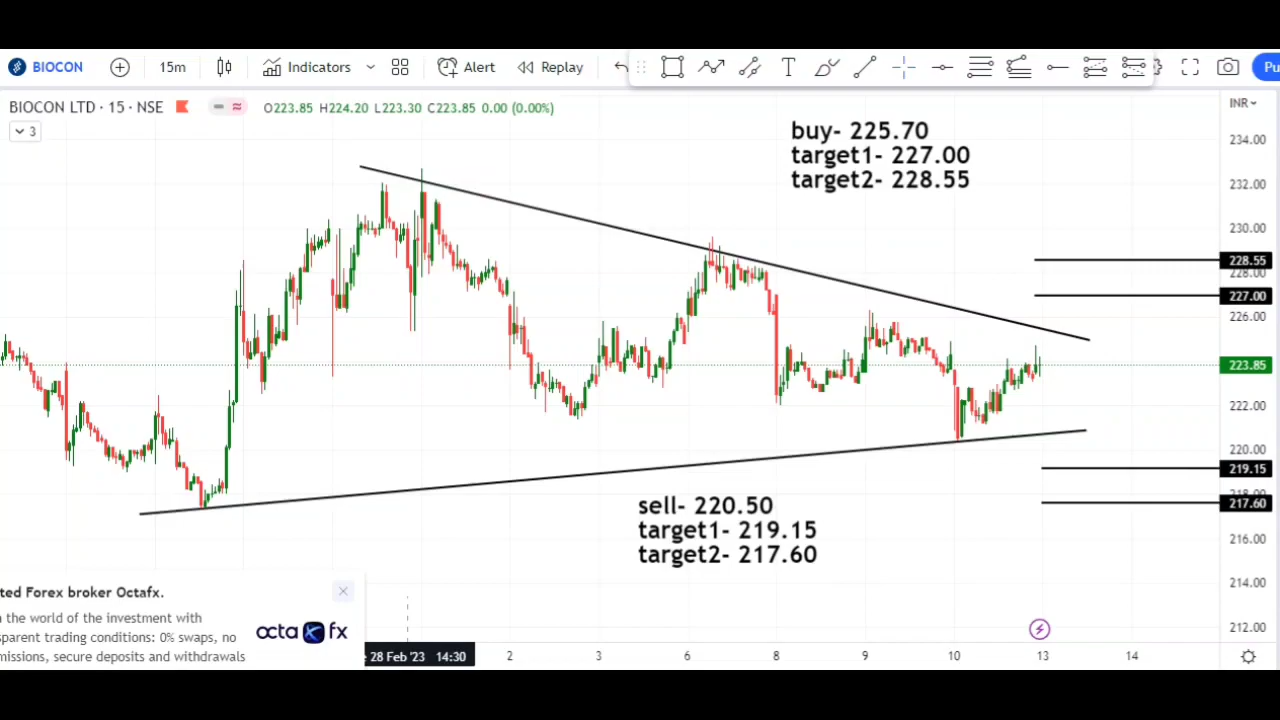 BIOCON 15m Indicators Alert Replay Pu
BIOCON LTD · 15 · NSE O223.85 H224.20 L223.30 C223.85 0.00 (0.00%)
INR
3
buy- 225.70
target1- 227.00
target2- 228.55
234.00
232.00
230.00
228.55
228.00
227.00
226.00
223.85
222.00
220.00
219.15
218.00
217.60
216.00
214.00
212.00
sell- 220.50
target1- 219.15
target2- 217.60
ted Forex broker Octafx.
n the world of the investment with
sparent trading conditions: 0% swaps, no
missions, secure deposits and withdrawals
octa fx
28 Feb '23 14:30 2 3 6 8 9 10 13 14